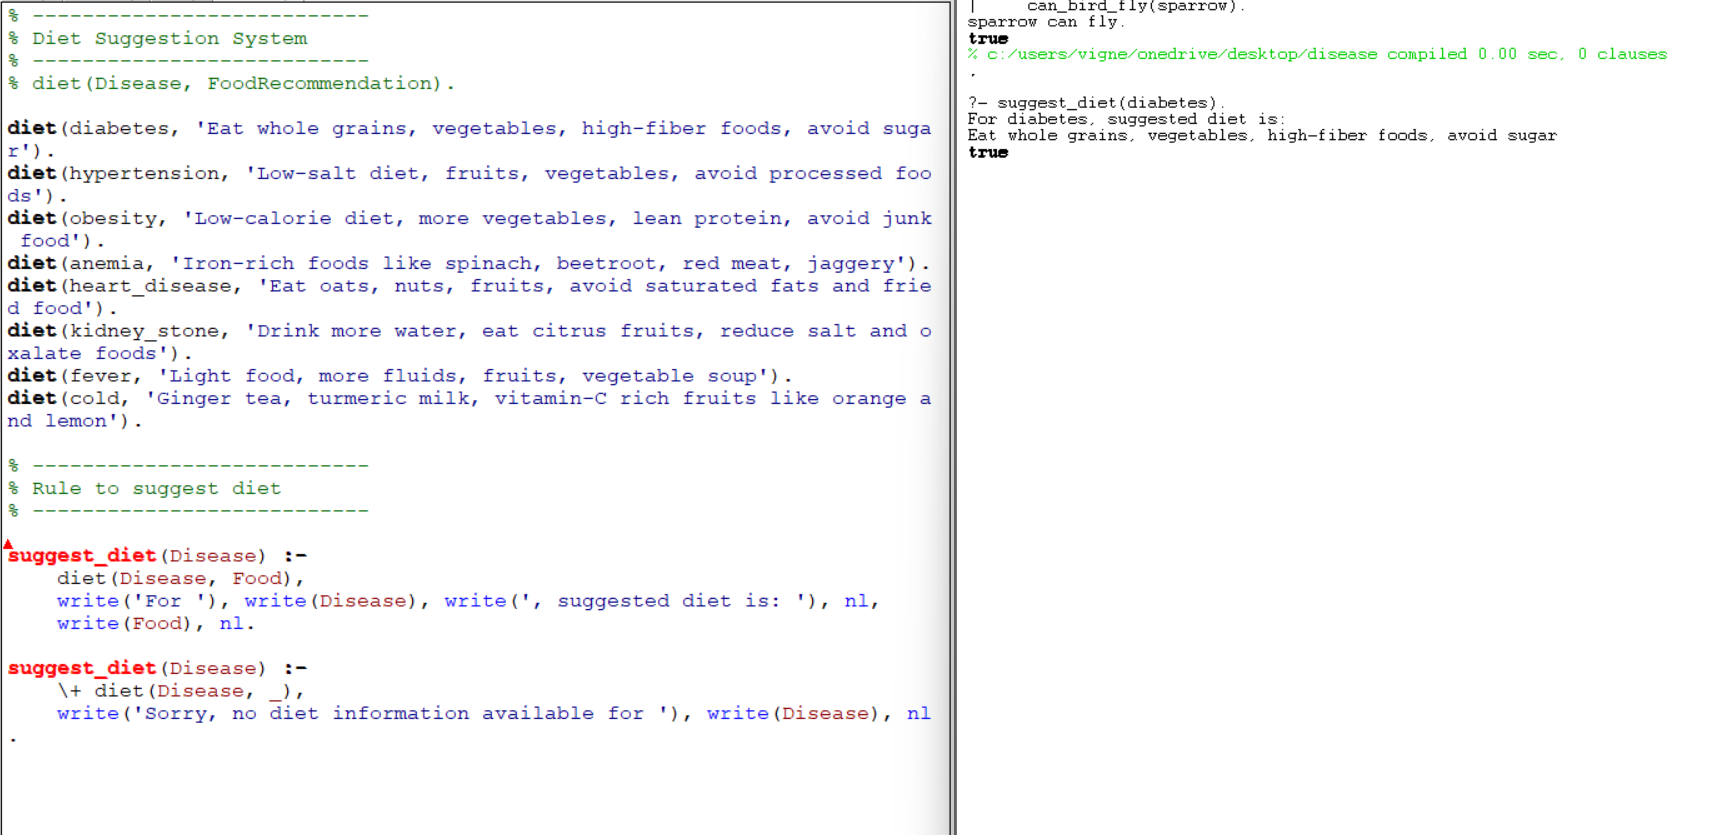 % ---------------------------
% Diet Suggestion System
% ---------------------------
% diet(Disease, FoodRecommendation).
diet(diabetes, 'Eat whole grains, vegetables, high-fiber foods, avoid suga
r').
diet(hypertension, 'Low-salt diet, fruits, vegetables, avoid processed foo
ds').
diet(obesity, 'Low-calorie diet, more vegetables, lean protein, avoid junk
 food').
diet(anemia, 'Iron-rich foods like spinach, beetroot, red meat, jaggery').
diet(heart_disease, 'Eat oats, nuts, fruits, avoid saturated fats and frie
d food').
diet(kidney_stone, 'Drink more water, eat citrus fruits, reduce salt and o
xalate foods').
diet(fever, 'Light food, more fluids, fruits, vegetable soup').
diet(cold, 'Ginger tea, turmeric milk, vitamin-C rich fruits like orange a
nd lemon').
% ---------------------------
% Rule to suggest diet
% ---------------------------
suggest_diet(Disease) :-
    diet(Disease, Food),
    write('For '), write(Disease), write(', suggested diet is: '), nl,
    write(Food), nl.
suggest_diet(Disease) :-
    \+ diet(Disease, _),
    write('Sorry, no diet information available for '), write(Disease), nl
.
|    can_bird_fly(sparrow).
sparrow can fly.
true
% c:/users/vigne/onedrive/desktop/disease compiled 0.00 sec, 0 clauses
.
?- suggest_diet(diabetes).
For diabetes, suggested diet is:
Eat whole grains, vegetables, high-fiber foods, avoid sugar
true